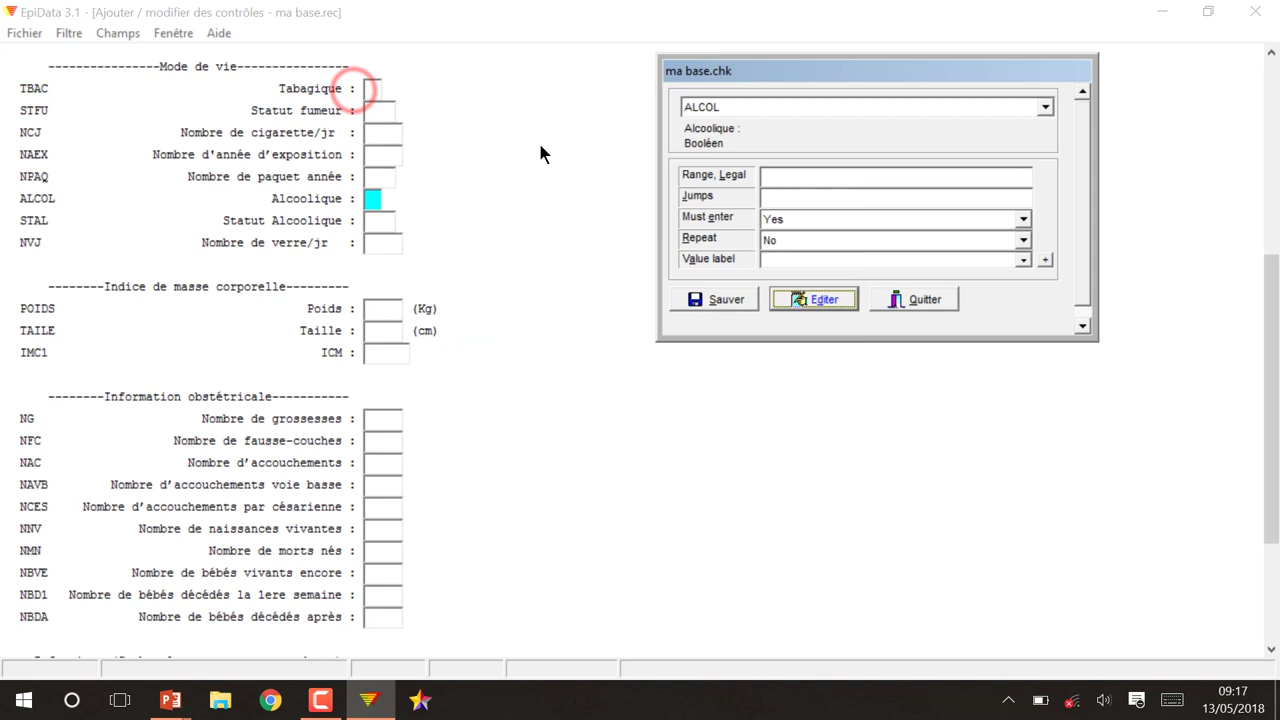 EpiData 3.1 - [Ajouter / modifier des contrôles - ma base.rec]
Fichier Filtre Champs Fenêtre Aide
----------------Mode de vie----------------
TBAC Tabagique :
STFU Statut fumeur :
NCJ Nombre de cigarette/jr :
NAEX Nombre d'année d’exposition :
NPAQ Nombre de paquet année :
ALCOL Alcoolique :
STAL Statut Alcoolique :
NVJ Nombre de verre/jr :
--------Indice de masse corporelle---------
POIDS Poids : (Kg)
TAILE Taille : (cm)
IMC1 ICM :
--------Information obstétricale-----------
NG Nombre de grossesses :
NFC Nombre de fausse-couches :
NAC Nombre d’accouchements :
NAVB Nombre d’accouchements voie basse :
NCES Nombre d’accouchements par césarienne :
NNV Nombre de naissances vivantes :
NMN Nombre de morts nés :
NBVE Nombre de bébés vivants encore :
NBD1 Nombre de bébés décédés la 1ere semaine :
NBDA Nombre de bébés décédés après :
ma base.chk
ALCOL
Alcoolique :
Booléen
Range, Legal
Jumps
Must enter Yes
Repeat No
Value label +
Sauver Editer Quitter
09:17
13/05/2018